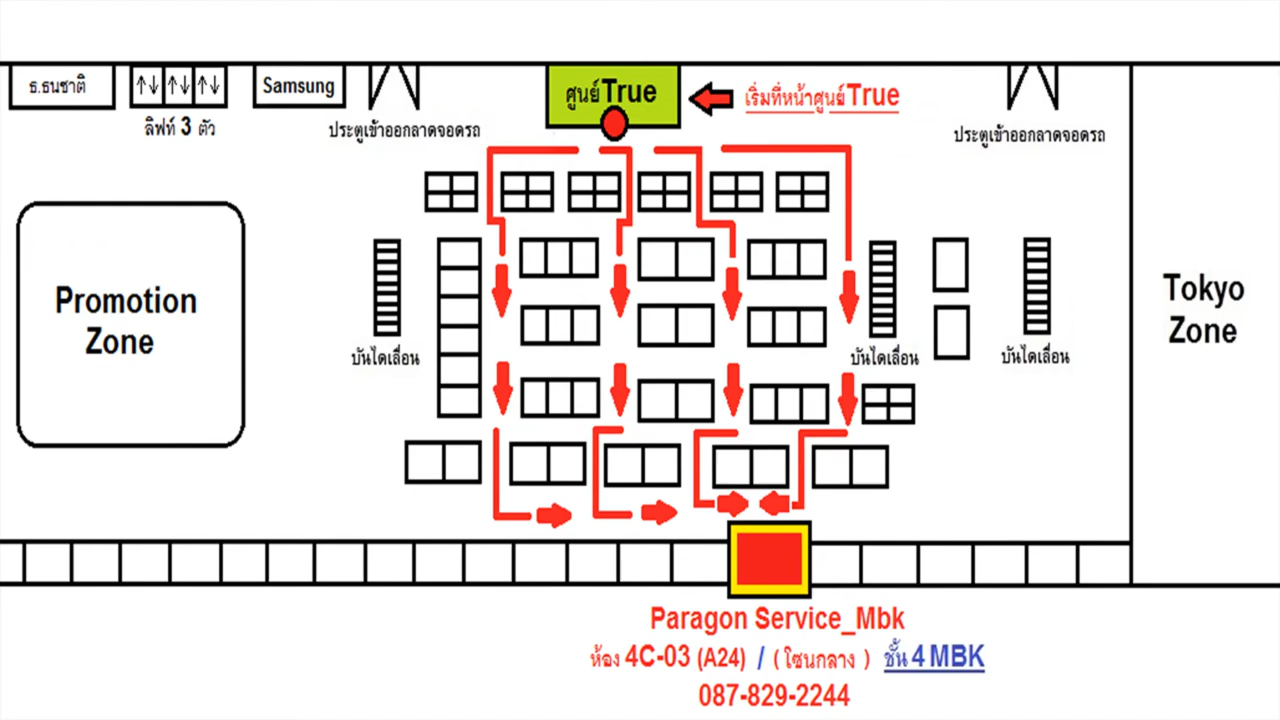 ธ.ธนชาติ
↑↓ ↑↓ ↑↓
ลิฟท์ 3 ตัว
Samsung
ประตูเข้าออกลาดจอดรถ
ศูนย์True
เริ่มที่หน้าศูนย์True
ประตูเข้าออกลาดจอดรถ
Promotion
Zone
บันไดเลื่อน
บันไดเลื่อน
บันไดเลื่อน
Tokyo
Zone
Paragon Service_Mbk
ห้อง 4C-03 (A24) / ( โซนกลาง ) ชั้น 4 MBK
087-829-2244